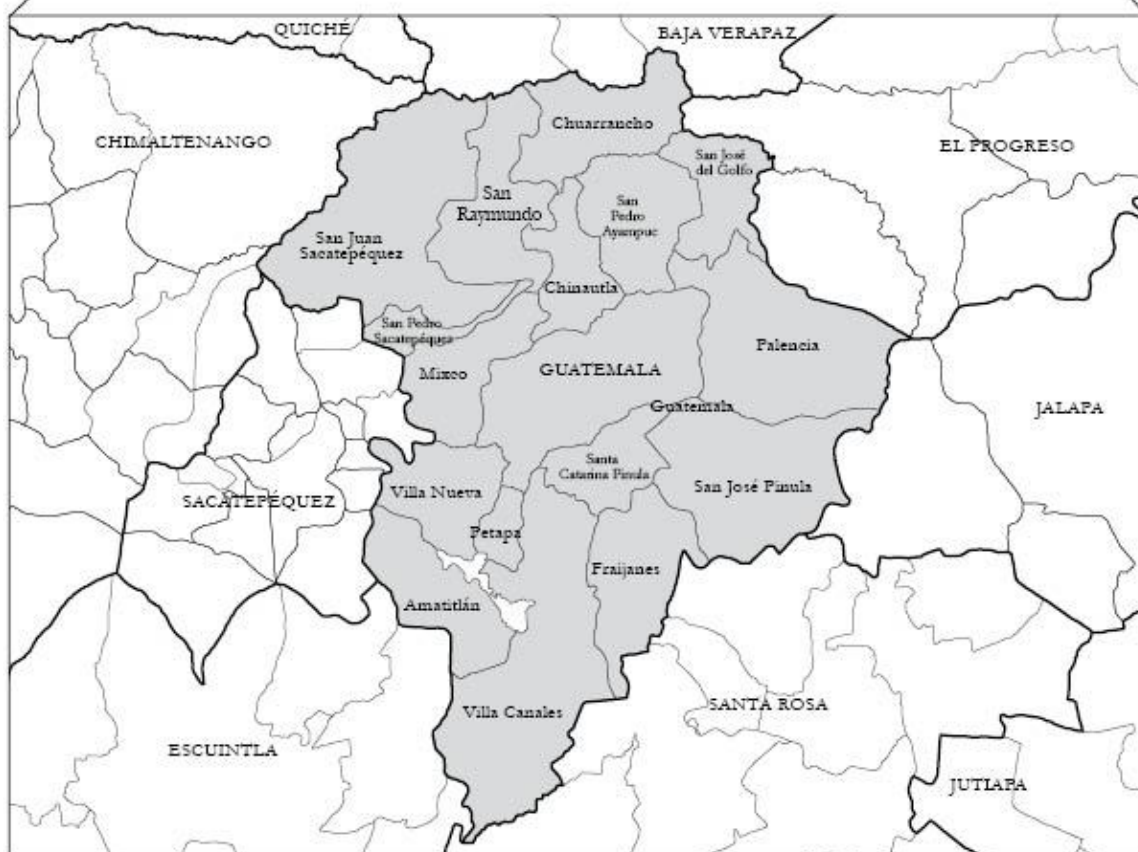 QUICHÉ
BAJA VERAPAZ
CHIMALTENANGO
Chuarrancho
EL PROGRESO
San José
del Golfo
San
Raymundo
San
Pedro
Ayampuc
San Juan
Sacatepéquez
Chinautla
San Pedro
Sacatepéquez
Palencia
Mixco
GUATEMALA
Guatemala
JALAPA
Santa
Catarina Pinula
San José Pinula
Villa Nueva
SACATEPÉQUEZ
Petapa
Fraijanes
Amatitlán
Villa Canales
SANTA ROSA
ESCUINTLA
JUTIAPA